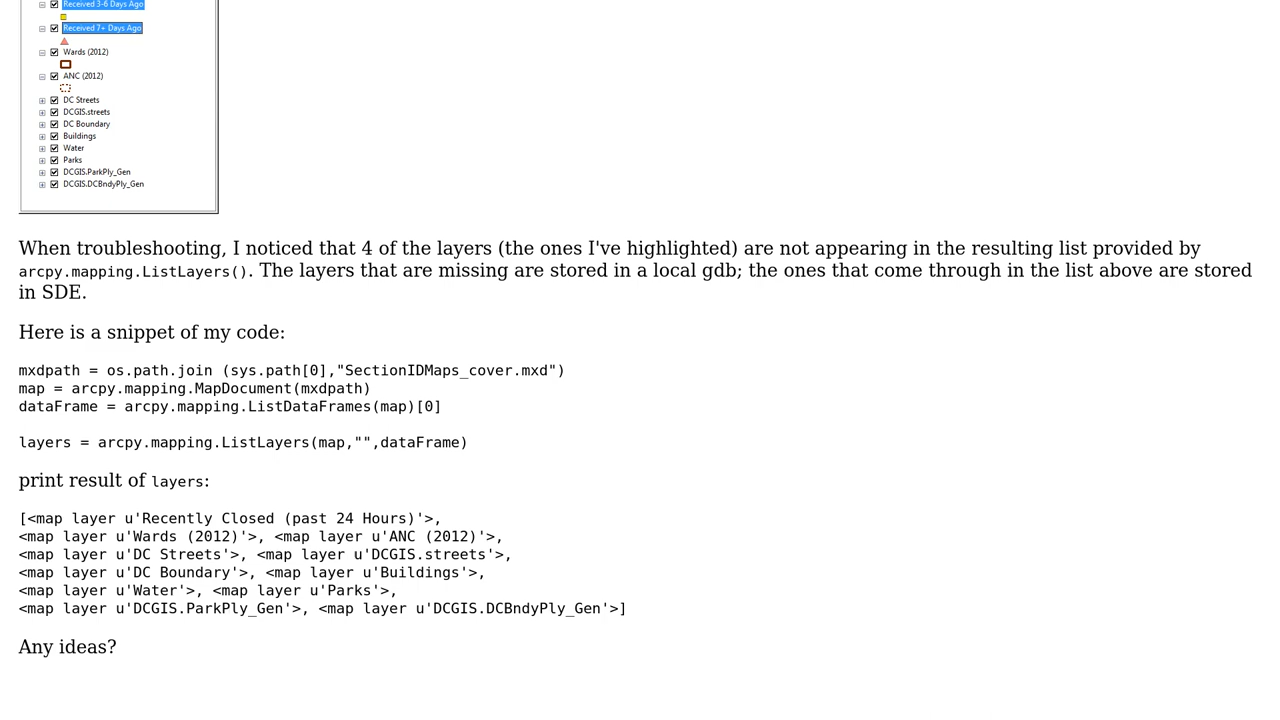 Received 3-6 Days Ago
Received 7+ Days Ago
Wards (2012)
ANC (2012)
DC Streets
DCGIS.streets
DC Boundary
Buildings
Water
Parks
DCGIS.ParkPly_Gen
DCGIS.DCBndyPly_Gen
When troubleshooting, I noticed that 4 of the layers (the ones I've highlighted) are not appearing in the resulting list provided by
arcpy.mapping.ListLayers(). The layers that are missing are stored in a local gdb; the ones that come through in the list above are stored
in SDE.
Here is a snippet of my code:
mxdpath = os.path.join (sys.path[0],"SectionIDMaps_cover.mxd")
map = arcpy.mapping.MapDocument(mxdpath)
dataFrame = arcpy.mapping.ListDataFrames(map)[0]
layers = arcpy.mapping.ListLayers(map,"",dataFrame)
print result of layers:
[<map layer u'Recently Closed (past 24 Hours)'>,
<map layer u'Wards (2012)'>, <map layer u'ANC (2012)'>,
<map layer u'DC Streets'>, <map layer u'DCGIS.streets'>,
<map layer u'DC Boundary'>, <map layer u'Buildings'>,
<map layer u'Water'>, <map layer u'Parks'>,
<map layer u'DCGIS.ParkPly_Gen'>, <map layer u'DCGIS.DCBndyPly_Gen'>]
Any ideas?